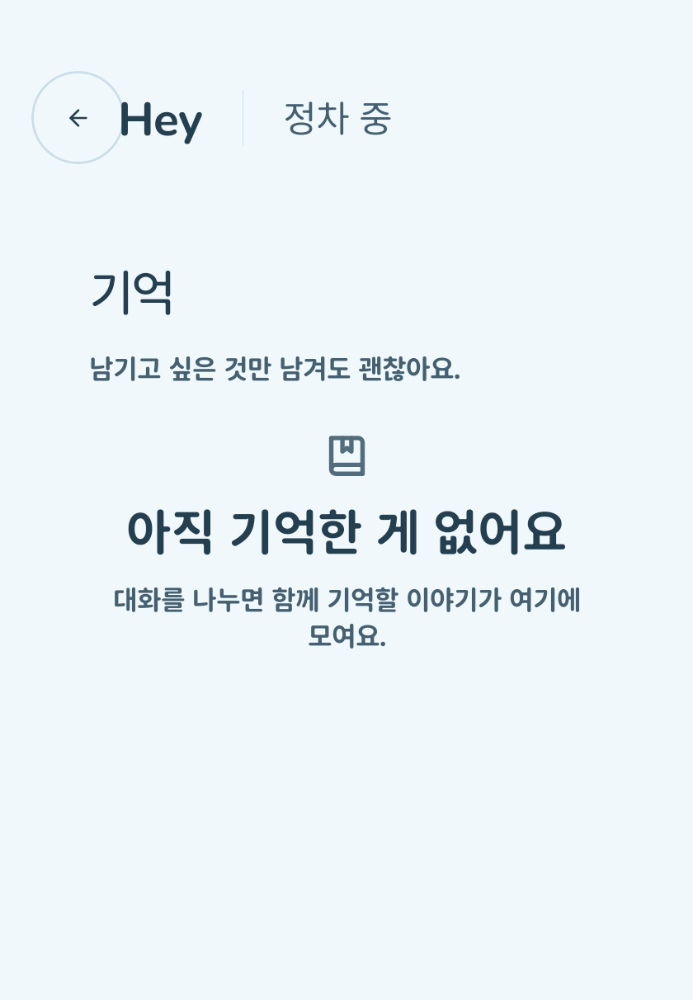 Hey
정차 중
기억
남기고 싶은 것만 남겨도 괜찮아요.
아직 기억한 게 없어요
대화를 나누면 함께 기억할 이야기가 여기에
모여요.